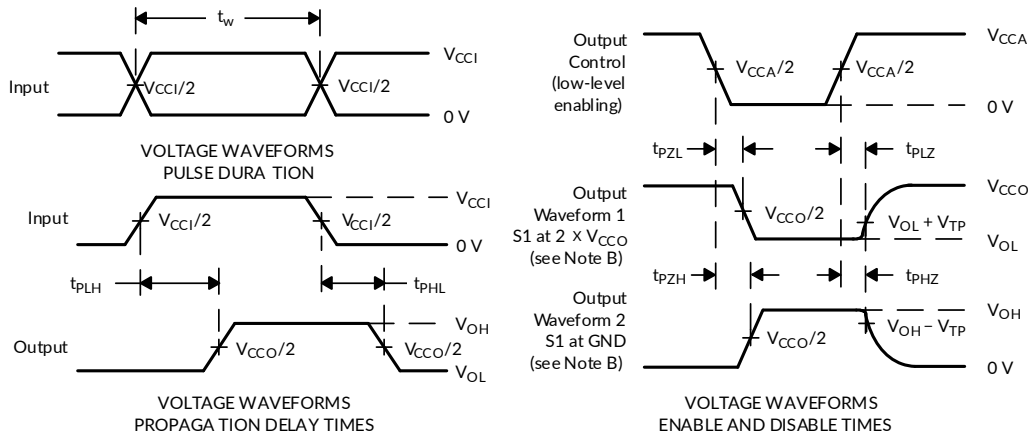 t_w
V_CCI
Input
V_CCI/2
V_CCI/2
0 V
VOLTAGE WAVEFORMS
PULSE DURA TION
V_CCI
Input
V_CCI/2
V_CCI/2
0 V
t_PLH
t_PHL
V_OH
Output
V_CCO/2
V_CCO/2
V_OL
VOLTAGE WAVEFORMS
PROPAGA TION DELAY TIMES
Output
Control
(low-level
enabling)
V_CCA
V_CCA/2
V_CCA/2
0 V
t_PZL
t_PLZ
Output
Waveform 1
S1 at 2 x V_CCO
(see Note B)
V_CCO
V_CCO/2
V_OL + V_TP
V_OL
t_PZH
t_PHZ
Output
Waveform 2
S1 at GND
(see Note B)
V_OH
V_CCO/2
V_OH – V_TP
0 V
VOLTAGE WAVEFORMS
ENABLE AND DISABLE TIMES